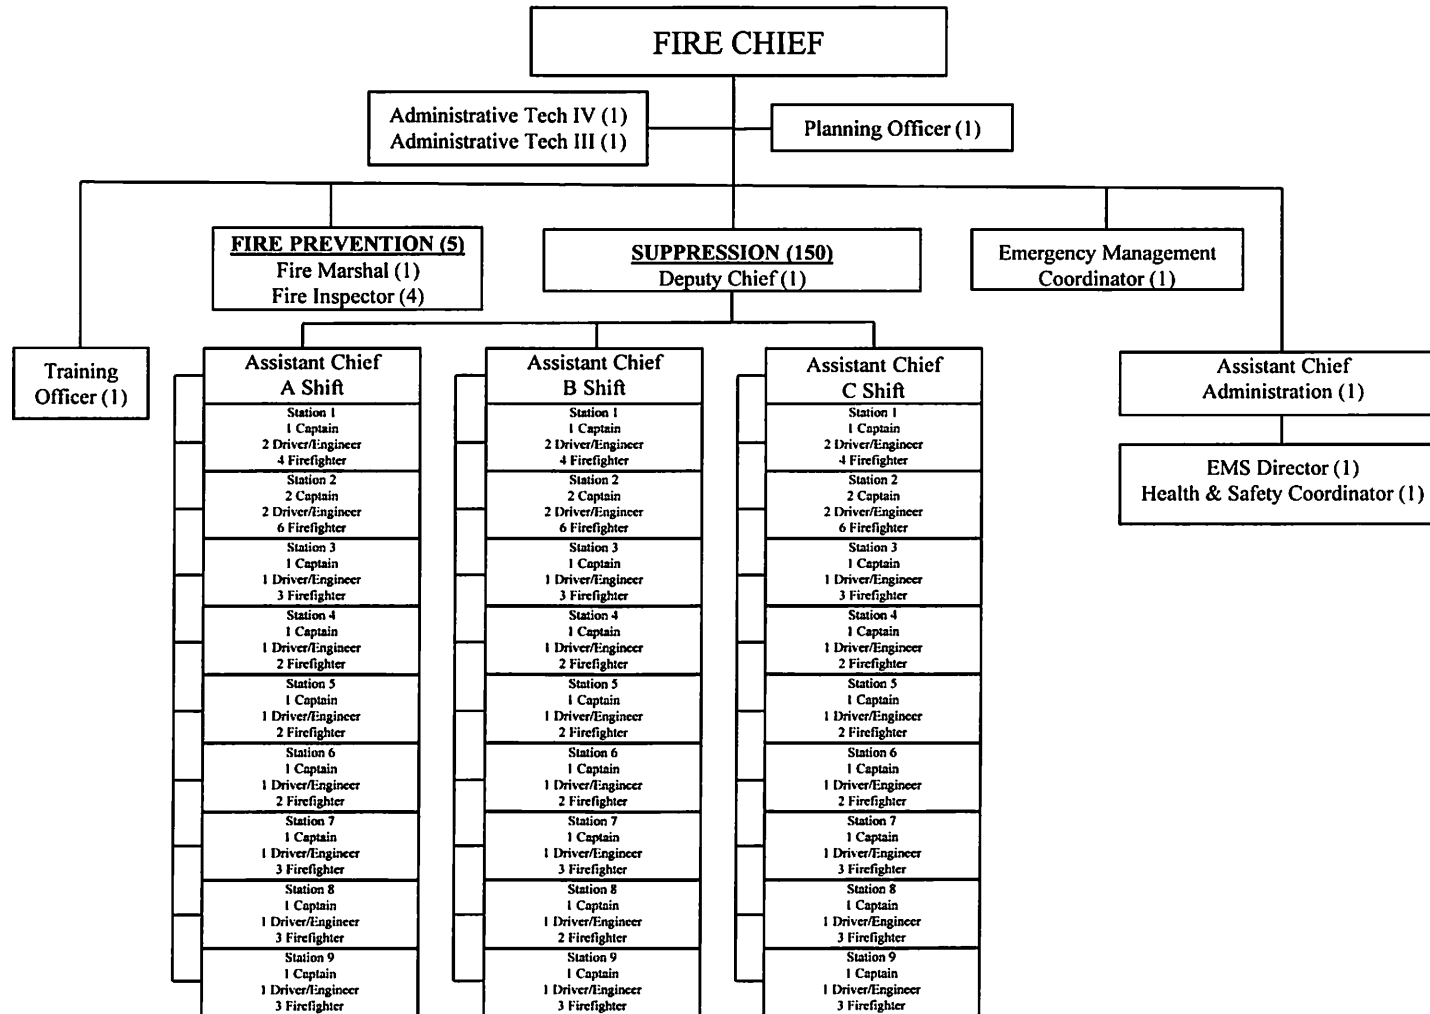 FIRE CHIEF
Administrative Tech IV (1)
Administrative Tech III (1)
Planning Officer (1)
FIRE PREVENTION (5)
Fire Marshal (1)
Fire Inspector (4)
SUPPRESSION (150)
Deputy Chief (1)
Emergency Management
Coordinator (1)
Training
Officer (1)
Assistant Chief
A Shift
Station 1
1 Captain
2 Driver/Engineer
4 Firefighter
Station 2
2 Captain
2 Driver/Engineer
6 Firefighter
Station 3
1 Captain
1 Driver/Engineer
3 Firefighter
Station 4
1 Captain
1 Driver/Engineer
2 Firefighter
Station 5
1 Captain
1 Driver/Engineer
2 Firefighter
Station 6
1 Captain
1 Driver/Engineer
2 Firefighter
Station 7
1 Captain
1 Driver/Engineer
3 Firefighter
Station 8
1 Captain
1 Driver/Engineer
3 Firefighter
Station 9
1 Captain
1 Driver/Engineer
3 Firefighter
Assistant Chief
B Shift
Station 1
1 Captain
2 Driver/Engineer
4 Firefighter
Station 2
2 Captain
2 Driver/Engineer
6 Firefighter
Station 3
1 Captain
1 Driver/Engineer
3 Firefighter
Station 4
1 Captain
1 Driver/Engineer
2 Firefighter
Station 5
1 Captain
1 Driver/Engineer
2 Firefighter
Station 6
1 Captain
1 Driver/Engineer
2 Firefighter
Station 7
1 Captain
1 Driver/Engineer
3 Firefighter
Station 8
1 Captain
1 Driver/Engineer
2 Firefighter
Station 9
1 Captain
1 Driver/Engineer
3 Firefighter
Assistant Chief
C Shift
Station 1
1 Captain
2 Driver/Engineer
4 Firefighter
Station 2
2 Captain
2 Driver/Engineer
6 Firefighter
Station 3
1 Captain
1 Driver/Engineer
3 Firefighter
Station 4
1 Captain
1 Driver/Engineer
2 Firefighter
Station 5
1 Captain
1 Driver/Engineer
2 Firefighter
Station 6
1 Captain
1 Driver/Engineer
2 Firefighter
Station 7
1 Captain
1 Driver/Engineer
3 Firefighter
Station 8
1 Captain
1 Driver/Engineer
3 Firefighter
Station 9
1 Captain
1 Driver/Engineer
3 Firefighter
Assistant Chief
Administration (1)
EMS Director (1)
Health & Safety Coordinator (1)